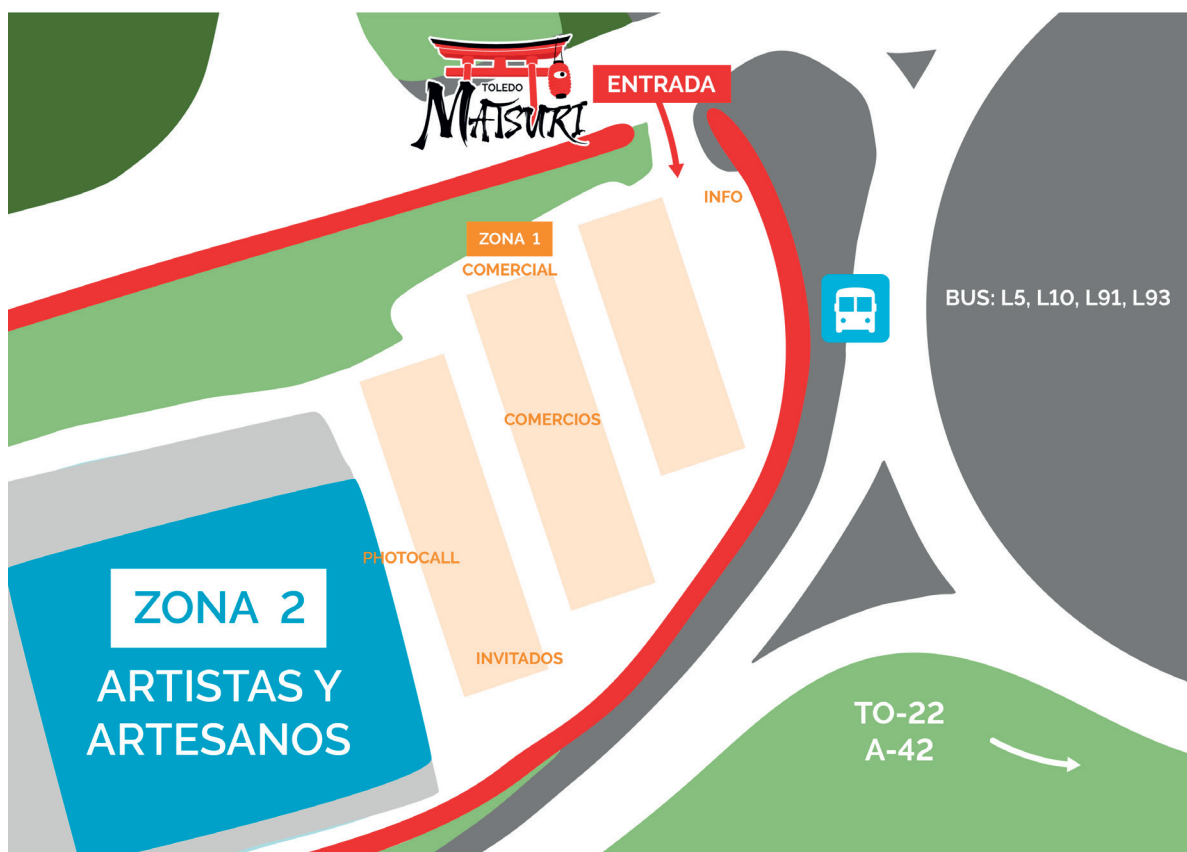 TOLEDO
MATSURI
ENTRADA
INFO
ZONA 1
COMERCIAL
BUS: L5, L10, L91, L93
COMERCIOS
PHOTOCALL
INVITADOS
ZONA 2
ARTISTAS Y
ARTESANOS
TO-22
A-42